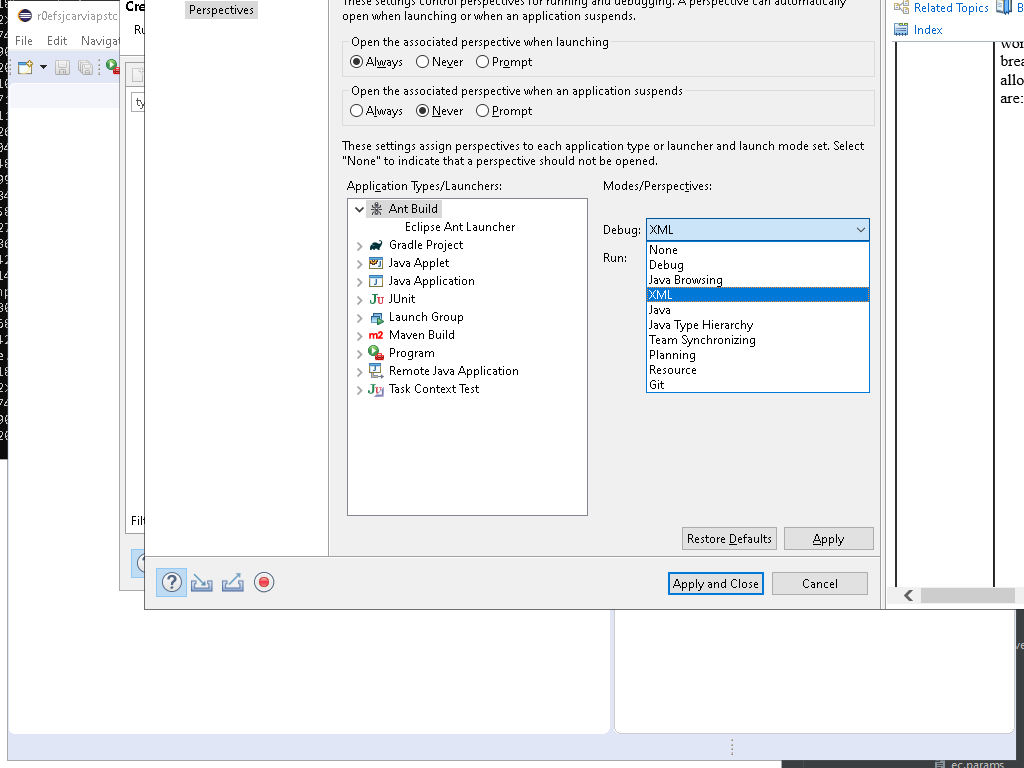 r0efsjcarviapstc
File Edit Navigat
Cre
Ru
Perspectives
These settings control perspectives for running and debugging. A perspective can automatically
open when launching or when an application suspends.
Open the associated perspective when launching
Always Never Prompt
Open the associated perspective when an application suspends
Always Never Prompt
These settings assign perspectives to each application type or launcher and launch mode set. Select
"None" to indicate that a perspective should not be opened.
Application Types/Launchers:
Ant Build
Eclipse Ant Launcher
Gradle Project
Java Applet
Java Application
JUnit
Launch Group
Maven Build
Program
Remote Java Application
Task Context Test
Modes/Perspectives:
Debug: XML
Run:
None
Debug
Java Browsing
XML
Java
Java Type Hierarchy
Team Synchronizing
Planning
Resource
Git
Restore Defaults Apply
Apply and Close Cancel
ty
Filt
Related Topics B
Index
wor
brea
allo
are:
ec.params